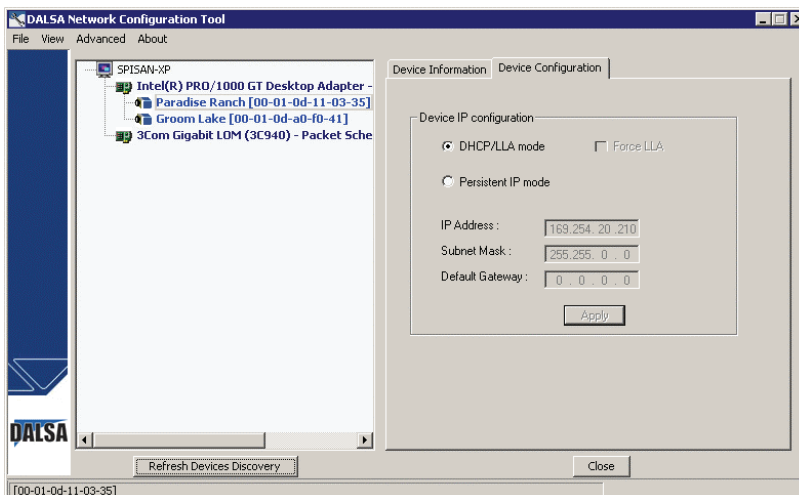 DALSA Network Configuration Tool
File View Advanced About
SPISAN-XP
Intel(R) PRO/1000 GT Desktop Adapter -
Paradise Ranch [00-01-0d-11-03-35]
Groom Lake [00-01-0d-a0-f0-41]
3Com Gigabit LOM (3C940) - Packet Sche
DALSA
Refresh Devices Discovery
Device Information Device Configuration
Device IP configuration
DHCP/LLA mode Force LLA
Persistent IP mode
IP Address : 169.254. 20 .210
Subnet Mask : 255.255. 0 . 0
Default Gateway : 0 . 0 . 0 . 0
Apply
Close
[00-01-0d-11-03-35]